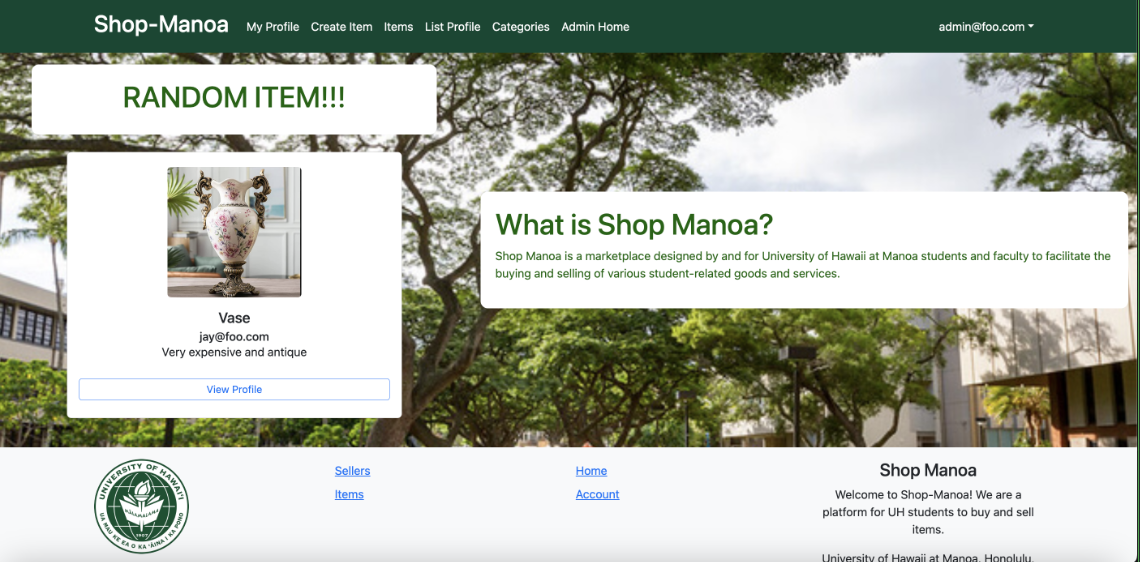 Shop-Manoa My Profile Create Item Items List Profile Categories Admin Home admin@foo.com
RANDOM ITEM!!!
Vase
jay@foo.com
Very expensive and antique
View Profile
What is Shop Manoa?
Shop Manoa is a marketplace designed by and for University of Hawaii at Manoa students and faculty to facilitate the
buying and selling of various student-related goods and services.
UNIVERSITY OF HAWAI'I
UA MAU KE EA O KA ʻĀINA I KA PONO
1907
Sellers
Items
Home
Account
Shop Manoa
Welcome to Shop-Manoa! We are a
platform for UH students to buy and sell
items.
University of Hawaii at Manoa, Honolulu,